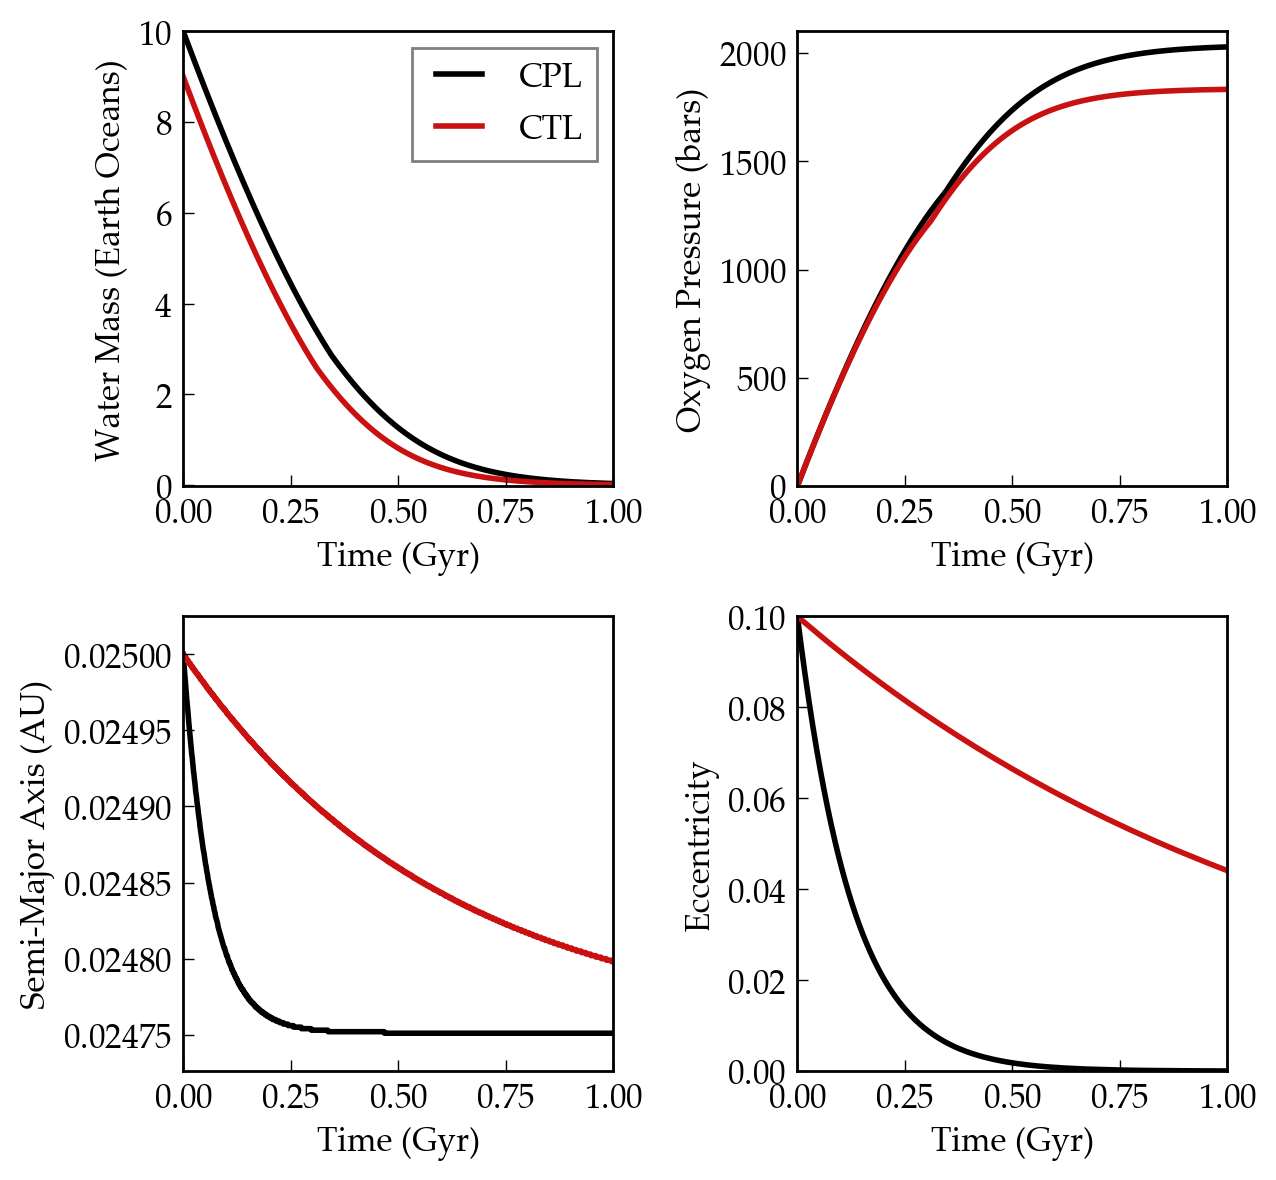 10
8
6
4
2
0
Water Mass (Earth Oceans)
CPL
CTL
0.00 0.25 0.50 0.75 1.00
Time (Gyr)
2000
1500
1000
500
0
Oxygen Pressure (bars)
0.00 0.25 0.50 0.75 1.00
Time (Gyr)
0.02500
0.02495
0.02490
0.02485
0.02480
0.02475
Semi-Major Axis (AU)
0.00 0.25 0.50 0.75 1.00
Time (Gyr)
0.10
0.08
0.06
0.04
0.02
0.00
Eccentricity
0.00 0.25 0.50 0.75 1.00
Time (Gyr)